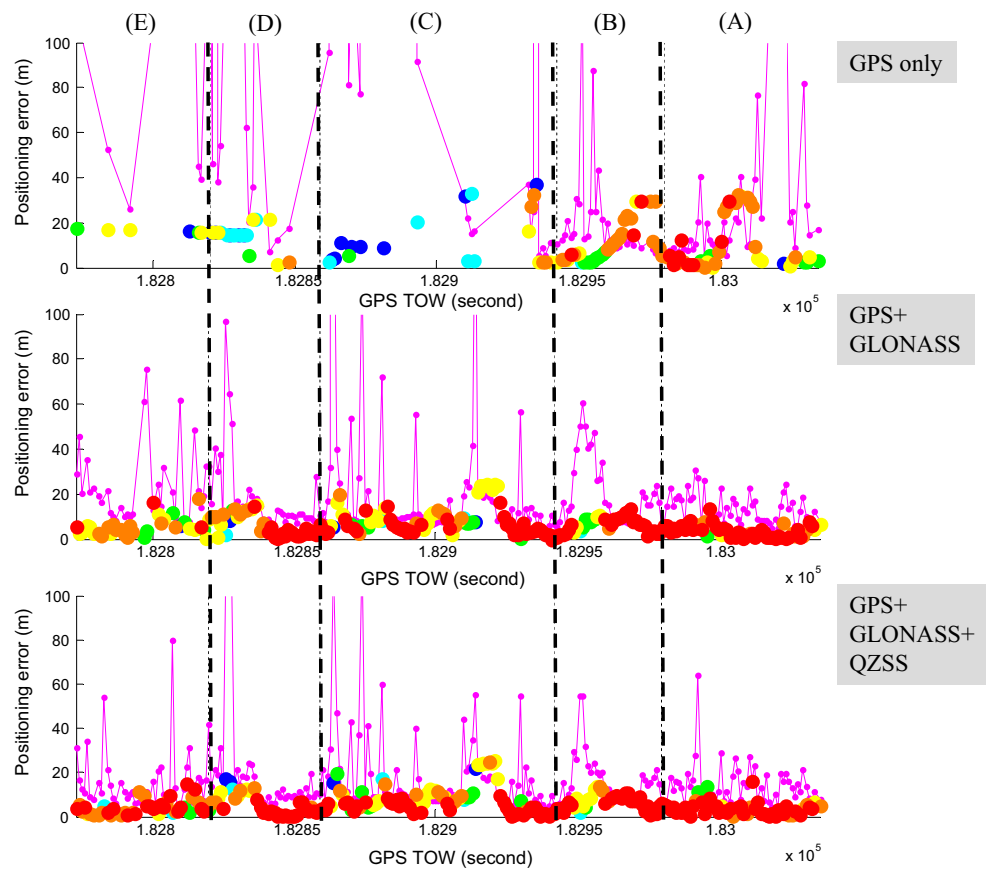 (E) (D) (C) (B) (A)
100
80
60
40
20
0
Positioning error (m)
1.828 1.8285 1.829 1.8295 1.83
GPS TOW (second)
x 10^5
GPS only
100
80
60
40
20
0
Positioning error (m)
1.828 1.8285 1.829 1.8295 1.83
GPS TOW (second)
x 10^5
GPS+
GLONASS
100
80
60
40
20
0
Positioning error (m)
1.828 1.8285 1.829 1.8295 1.83
GPS TOW (second)
x 10^5
GPS+
GLONASS+
QZSS